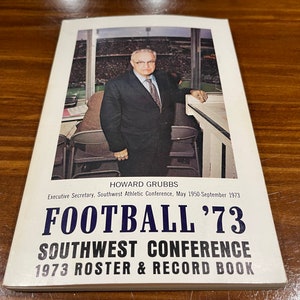 HOWARD GRUBBS
Executive Secretary, Southwest Athletic Conference, May 1950-September 1973
FOOTBALL '73
SOUTHWEST CONFERENCE
1973 ROSTER & RECORD BOOK